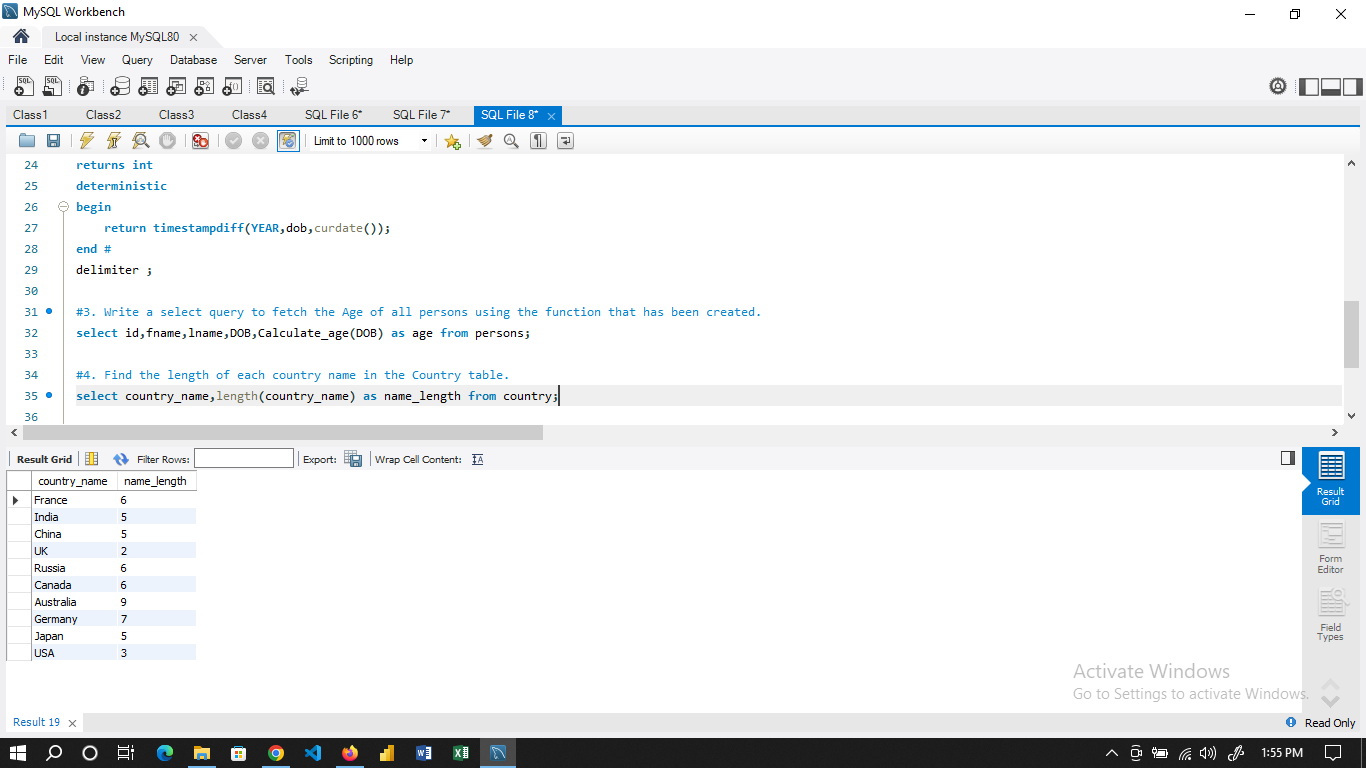 MySQL Workbench
Local instance MySQL80
File Edit View Query Database Server Tools Scripting Help
Class1 Class2 Class3 Class4 SQL File 6* SQL File 7* SQL File 8*
Limit to 1000 rows
24 returns int
25 deterministic
26 begin
27 return timestampdiff(YEAR,dob,curdate());
28 end #
29 delimiter ;
30
31 #3. Write a select query to fetch the Age of all persons using the function that has been created.
32 select id,fname,lname,DOB,Calculate_age(DOB) as age from persons;
33
34 #4. Find the length of each country name in the Country table.
35 select country_name,length(country_name) as name_length from country;
36
Result Grid Filter Rows: Export: Wrap Cell Content:
country_name name_length
France 6
India 5
China 5
UK 2
Russia 6
Canada 6
Australia 9
Germany 7
Japan 5
USA 3
Result
Grid
Form
Editor
Field
Types
Activate Windows
Go to Settings to activate Windows.
Result 19
Read Only
1:55 PM